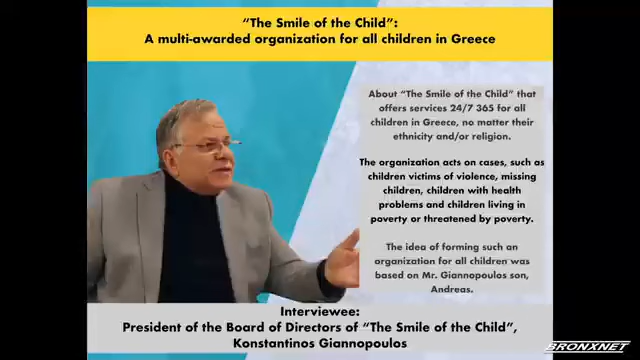 “The Smile of the Child”:
A multi-awarded organization for all children in Greece
About “The Smile of the Child” that
offers services 24/7 365 for all
children in Greece, no matter their
ethnicity and/or religion.
The organization acts on cases, such as
children victims of violence, missing
children, children with health
problems and children living in
poverty or threatened by poverty.
The idea of forming such an
organization for all children was
based on Mr. Giannopoulos son,
Andreas.
Interviewee:
President of the Board of Directors of “The Smile of the Child”,
Konstantinos Giannopoulos
BRONXNET